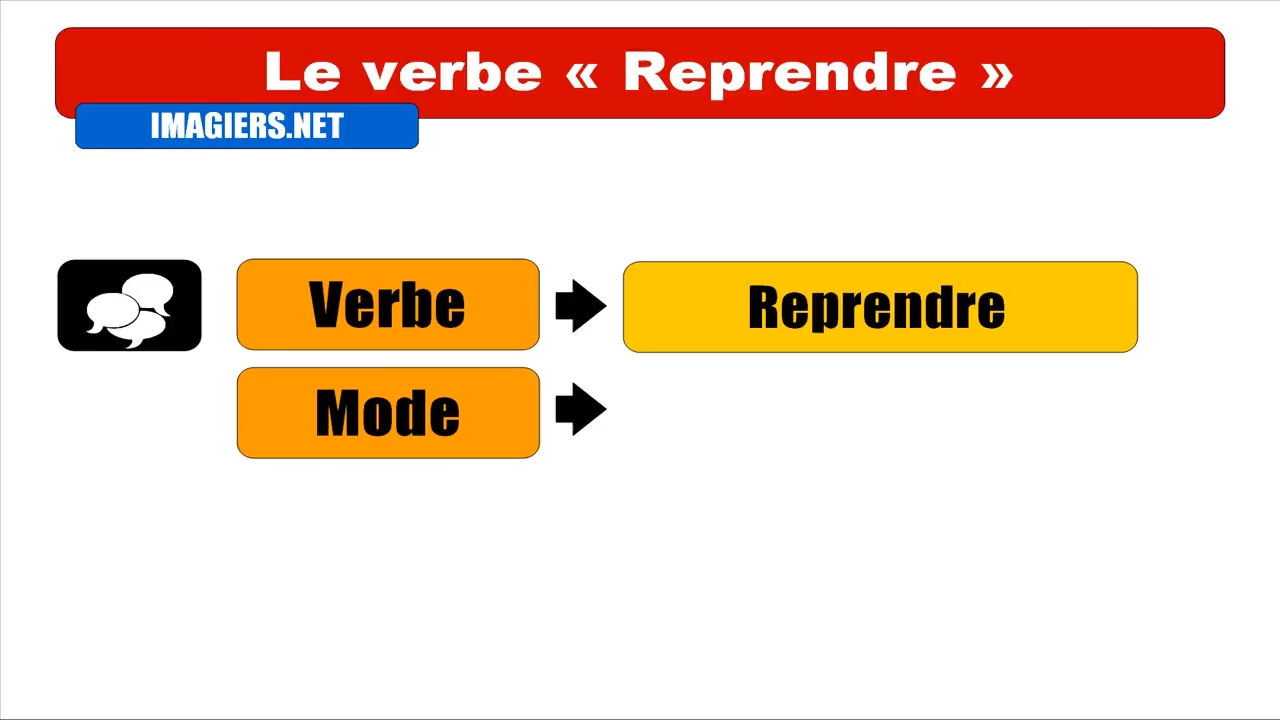 Le verbe « Reprendre »
IMAGIERS.NET
Verbe
Reprendre
Mode